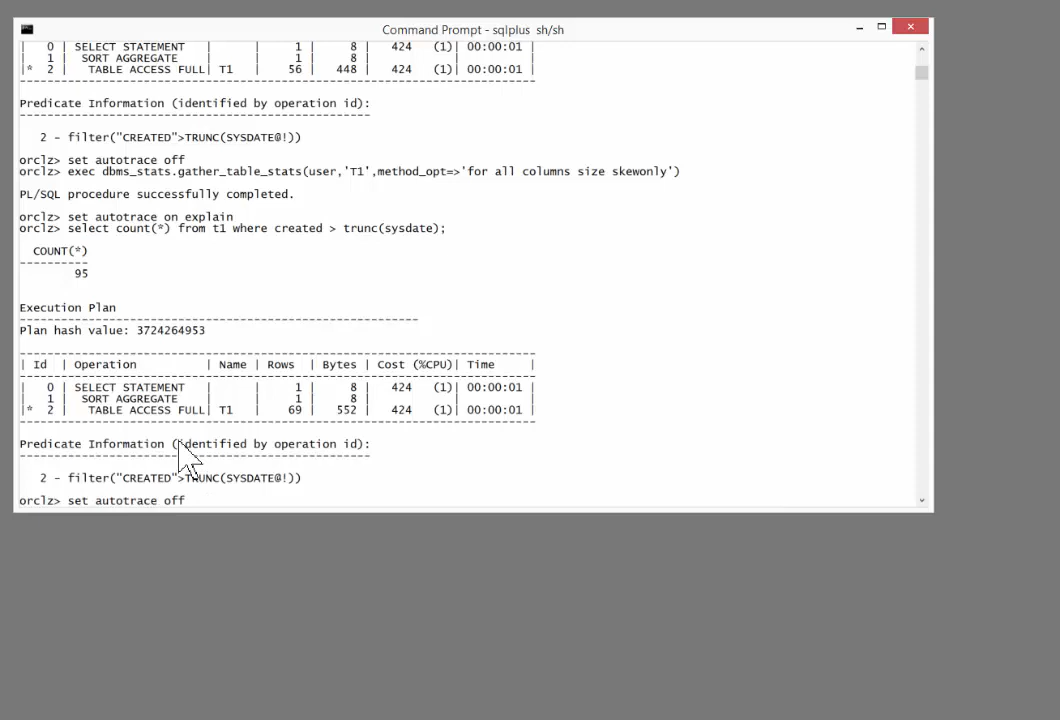 Command Prompt - sqlplus  sh/sh
|   0 | SELECT STATEMENT   |      |     1 |     8 |   424   (1)| 00:00:01 |
|   1 |  SORT AGGREGATE    |      |     1 |     8 |            |          |
|*  2 |   TABLE ACCESS FULL| T1   |    56 |   448 |   424   (1)| 00:00:01 |
---------------------------------------------------------------------------
Predicate Information (identified by operation id):
---------------------------------------------------
   2 - filter("CREATED">TRUNC(SYSDATE@!))
orclz> set autotrace off
orclz> exec dbms_stats.gather_table_stats(user,'T1',method_opt=>'for all columns size skewonly')
PL/SQL procedure successfully completed.
orclz> set autotrace on explain
orclz> select count(*) from t1 where created > trunc(sysdate);
  COUNT(*)
----------
        95
Execution Plan
----------------------------------------------------------
Plan hash value: 3724264953
---------------------------------------------------------------------------
| Id  | Operation          | Name | Rows  | Bytes | Cost (%CPU)| Time     |
---------------------------------------------------------------------------
|   0 | SELECT STATEMENT   |      |     1 |     8 |   424   (1)| 00:00:01 |
|   1 |  SORT AGGREGATE    |      |     1 |     8 |            |          |
|*  2 |   TABLE ACCESS FULL| T1   |    69 |   552 |   424   (1)| 00:00:01 |
---------------------------------------------------------------------------
Predicate Information (identified by operation id):
---------------------------------------------------
   2 - filter("CREATED">TRUNC(SYSDATE@!))
orclz> set autotrace off